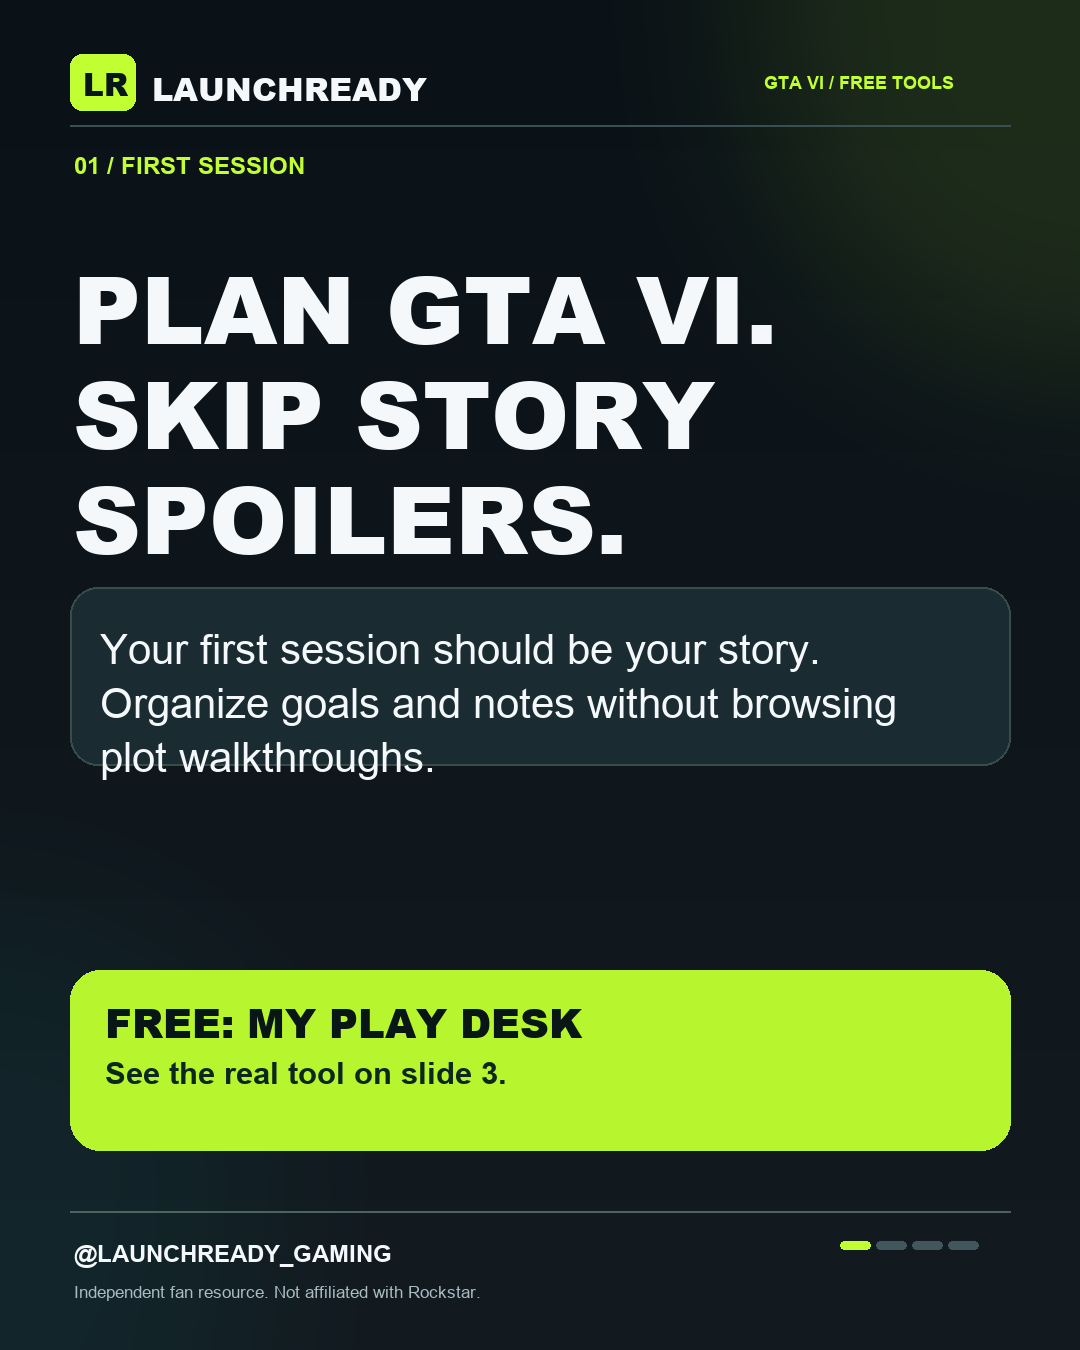 LR LAUNCHREADY
GTA VI / FREE TOOLS
01 / FIRST SESSION
PLAN GTA VI.
SKIP STORY
SPOILERS.
Your first session should be your story.
Organize goals and notes without browsing
plot walkthroughs.
FREE: MY PLAY DESK
See the real tool on slide 3.
@LAUNCHREADY_GAMING
Independent fan resource. Not affiliated with Rockstar.